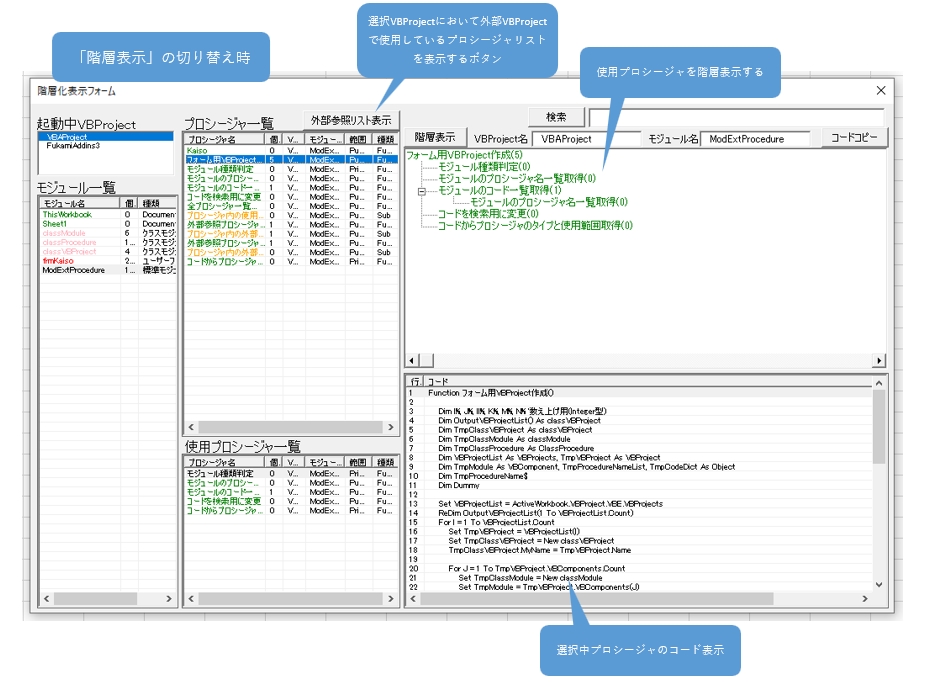 選択VBProjectにおいて外部VBProject
で使用しているプロシージャリスト
を表示するボタン
「階層表示」の切り替え時
使用プロシージャを階層表示する
階層化表示フォーム
起動中VBProject
VBAProject
FukamiAddins3
モジュール一覧
モジュール名 個. 種類
ThisWorkbook 0 Documen
Sheet1 0 Documen
classModule 6 クラスモジ
classProcedure 1... クラスモジ
classVBProject 4 クラスモジ
frmKaiso 2... ユーザーフ
ModExtProcedure 1... 標準モジ
プロシージャ一覧
外部参照リスト表示
プロシージャ名 個. V... モジュー... 範囲 種類
Kaiso 0 V... ModEx... Pu... Fu...
フォーム用VBProject... 5 V... ModEx... Pu... Fu...
モジュール種類判定 0 V... ModEx... Pri... Fu...
モジュールのプロシー... 0 V... ModEx... Pu... Fu...
モジュールのコード一... 1 V... ModEx... Pu... Fu...
コードを検索用に変更 0 V... ModEx... Pu... Fu...
全プロシージャ一覧... 0 V... ModEx... Pu... Fu...
プロシージャ内の使用... 0 V... ModEx... Pu... Sub
外部参照プロシージャ... 1 V... ModEx... Pu... Fu...
プロシージャ内の外部... 1 V... ModEx... Pu... Sub
外部参照プロシージャ... 1 V... ModEx... Pu... Fu...
プロシージャ内の外部... 0 V... ModEx... Pu... Sub
コードからプロシージャ... 0 V... ModEx... Pri... Fu...
使用プロシージャ一覧
プロシージャ名 個. V... モジュー... 範囲 種類
モジュール種類判定 0 V... ModEx... Pri... Fu...
モジュールのプロシー... 0 V... ModEx... Pu... Fu...
モジュールのコード一... 1 V... ModEx... Pu... Fu...
コードを検索用に変更 0 V... ModEx... Pu... Fu...
コードからプロシージャ... 0 V... ModEx... Pri... Fu...
検索
階層表示 VBProject名 VBAProject モジュール名 ModExtProcedure コードコピー
フォーム用VBProject作成(5)
モジュール種類判定(0)
モジュールのプロシージャ名一覧取得(0)
モジュールのコード一覧取得(1)
モジュールのプロシージャ名一覧取得(0)
コードを検索用に変更(0)
コードからプロシージャのタイプと使用範囲取得(0)
行. コード
1 Function フォーム用VBProject作成()
2
3 Dim I%, J%, II%, K%, M%, N% '数え上げ用(Integer型)
4 Dim OutputVBProjectList() As classVBProject
5 Dim TmpClassVBProject As classVBProject
6 Dim TmpClassModule As classModule
7 Dim TmpClassProcedure As ClassProcedure
8 Dim VBProjectList As VBProjects, TmpVBProject As VBProject
9 Dim TmpModule As VBComponent, TmpProcedureNameList, TmpCodeDict As Object
10 Dim TmpProcedureName$
11 Dim Dummy
12
13 Set VBProjectList = ActiveWorkbook.VBProject.VBE.VBProjects
14 ReDim OutputVBProjectList(1 To VBProjectList.Count)
15 For I = 1 To VBProjectList.Count
16 Set TmpVBProject = VBProjectList(I)
17 Set TmpClassVBProject = New classVBProject
18 TmpClassVBProject.MyName = TmpVBProject.Name
19
20 For J = 1 To TmpVBProject.VBComponents.Count
21 Set TmpClassModule = New classModule
22 Set TmpModule = TmpVBProject.VBComponents(J)
選択中プロシージャのコード表示